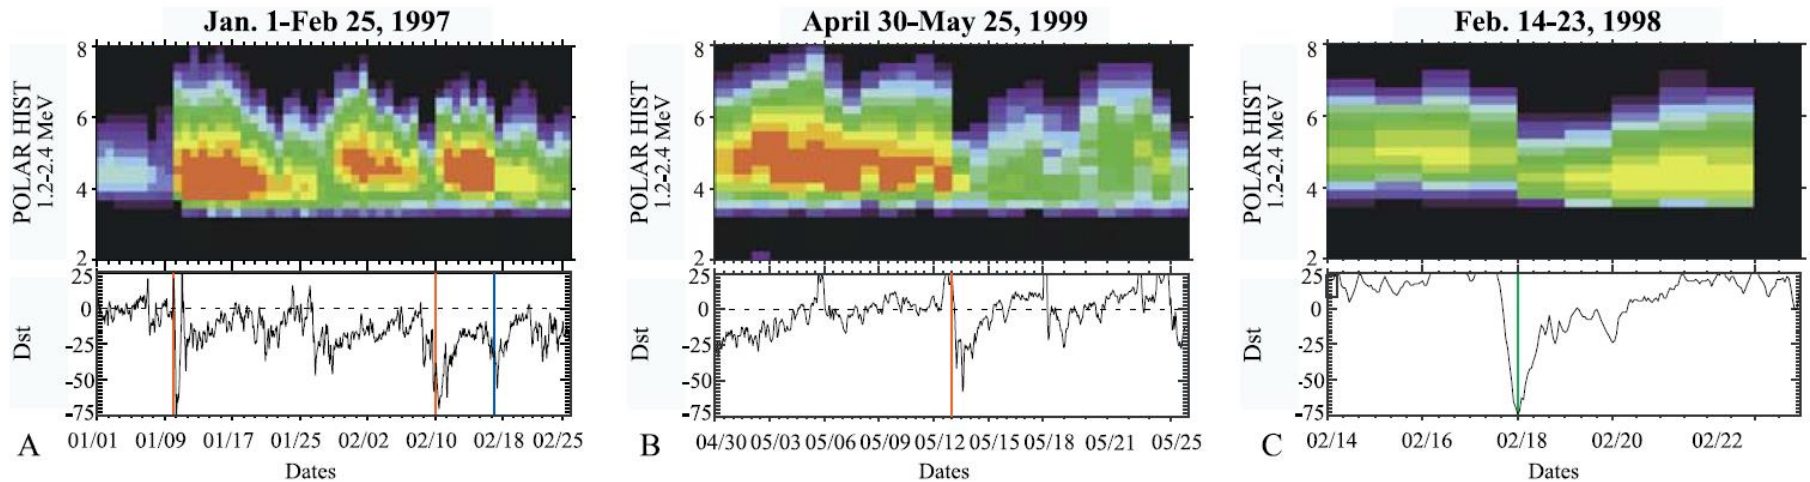 Jan. 1-Feb 25, 1997
POLAR HIST
1.2-2.4 MeV
8
6
4
2
Dst
25
0
-25
-50
-75
01/01 01/09 01/17 01/25 02/02 02/10 02/18 02/25
A
Dates
April 30-May 25, 1999
POLAR HIST
1.2-2.4 MeV
8
6
4
2
Dst
25
0
-25
-50
-75
04/30 05/03 05/06 05/09 05/12 05/15 05/18 05/21 05/25
B
Dates
Feb. 14-23, 1998
POLAR HIST
1.2-2.4 MeV
8
6
4
2
Dst
25
0
-25
-50
-75
02/14 02/16 02/18 02/20 02/22
C
Dates